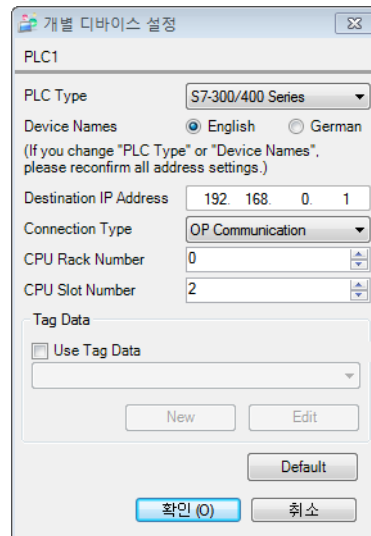 개별 디바이스 설정
PLC1
PLC Type S7-300/400 Series
Device Names English German
(If you change "PLC Type" or "Device Names",
please reconfirm all address settings.)
Destination IP Address 192. 168. 0. 1
Connection Type OP Communication
CPU Rack Number 0
CPU Slot Number 2
Tag Data
Use Tag Data
New Edit
Default
확인 (O) 취소